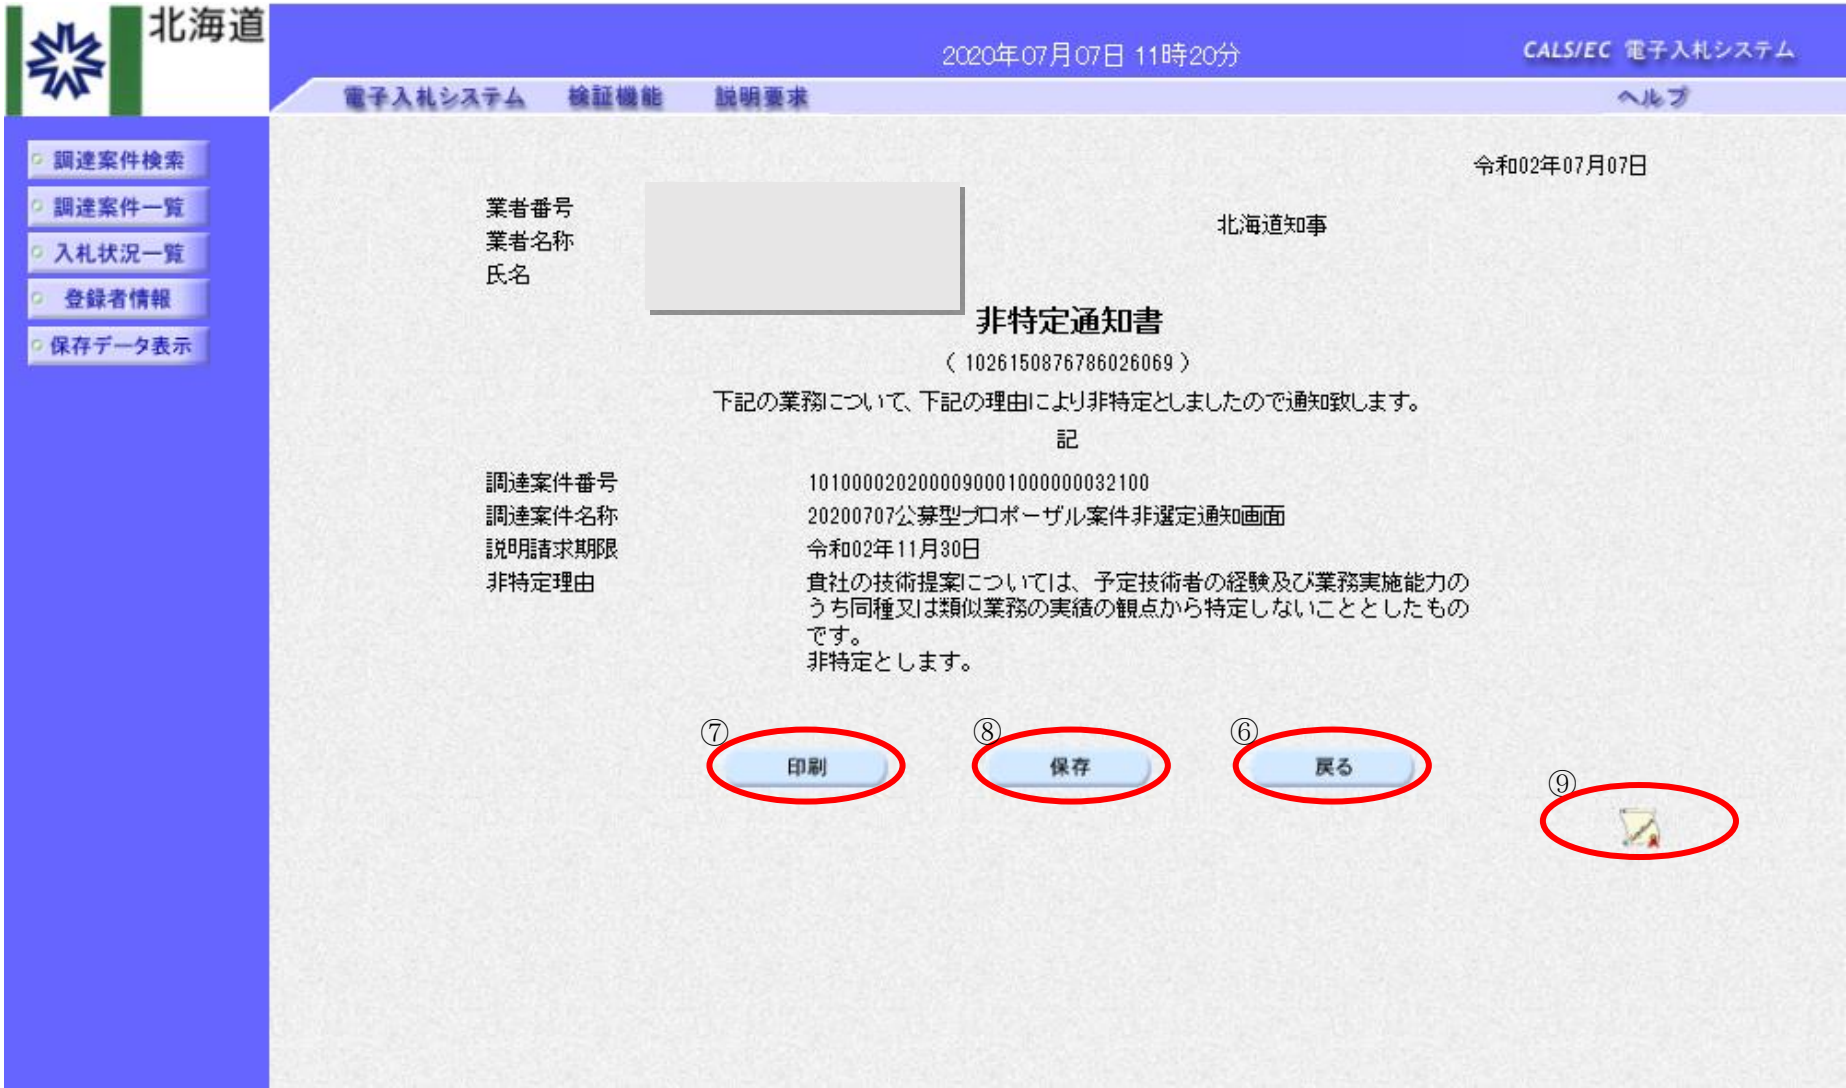 北海道
2020年07月07日 11時20分
CALS/EC 電子入札システム
電子入札システム 検証機能 説明要求 ヘルプ
調達案件検索
調達案件一覧
入札状況一覧
登録者情報
保存データ表示
令和02年07月07日
業者番号
業者名称
氏名
北海道知事
非特定通知書
（ 1026150876786026069 ）
下記の業務について、下記の理由により非特定としましたので通知致します。
記
調達案件番号 1010000202000090001000000032100
調達案件名称 20200707公募型プロポーザル案件非選定通知画面
説明請求期限 令和02年11月30日
非特定理由 貴社の技術提案については、予定技術者の経験及び業務実施能力の
うち同種又は類似業務の実績の観点から特定しないこととしたもの
です。
非特定とします。
⑦ 印刷
⑧ 保存
⑥ 戻る
⑨